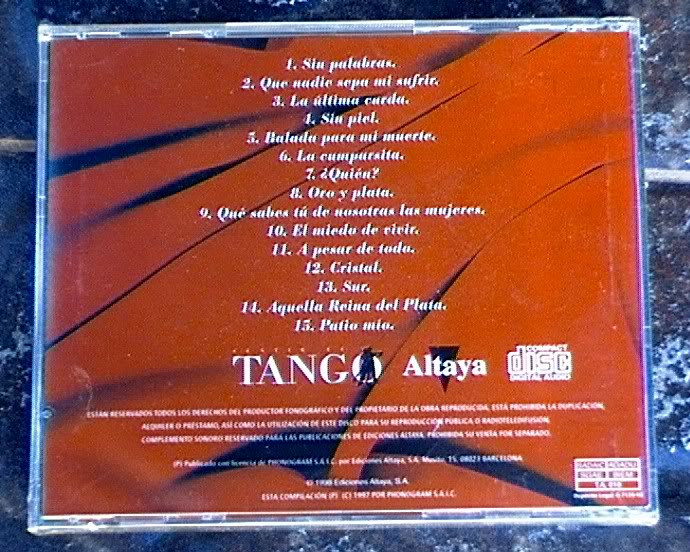 1. Sin palabras.
2. Que nadie sepa mi sufrir.
3. La última curda.
4. Sin piel.
5. Balada para mi muerte.
6. La cumparsita.
7. ¿Quién?
8. Oro y plata.
9. Qué sabes tú de nosotras las mujeres.
10. El miedo de vivir.
11. A pesar de todo.
12. Cristal.
13. Sur.
14. Aquella Reina del Plata.
15. Patio mío.
TANGO Altaya COMPACT disc DIGITAL AUDIO
ESTÁN RESERVADOS TODOS LOS DERECHOS DEL PRODUCTOR FONOGRÁFICO Y DEL PROPIETARIO DE LA OBRA REPRODUCIDA. ESTÁ PROHIBIDA LA DUPLICACIÓN,
ALQUILER O PRÉSTAMO, ASÍ COMO LA UTILIZACIÓN DE ESTE DISCO PARA SU REPRODUCCIÓN PÚBLICA O RADIOTELEDIFUSIÓN.
COMPLEMENTO SONORO RESERVADO PARA LAS PUBLICACIONES DE EDICIONES ALTAYA. PROHIBIDA SU VENTA POR SEPARADO.
(P) Publicado con licencia de PHONOGRAM S.A.I.C. por Ediciones Altaya, S.A. 15, 08023 BARCELONA
© 1998 Ediciones Altaya, S.A.
ESTA COMPILACIÓN (P) (C) 1997 POR PHONOGRAM S.A.I.C.
SADAIC AADI
SGAE BIEM
TA. 010
Depósito Legal: